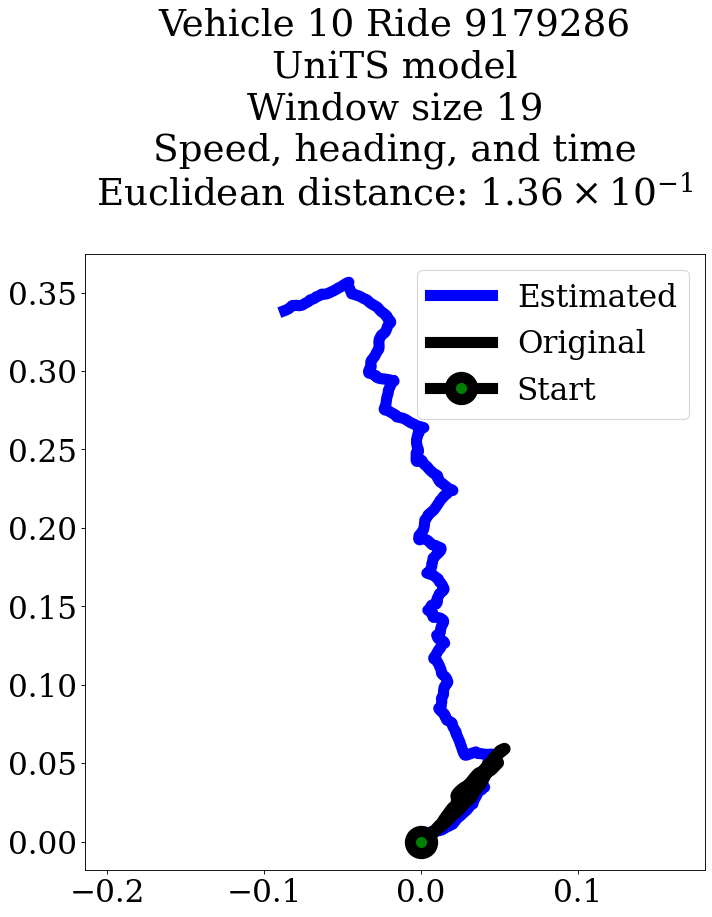 Vehicle 10 Ride 9179286
UniTS model
Window size 19
Speed, heading, and time
Euclidean distance: 1.36 × 10⁻¹
Estimated
Original
Start
0.35
0.30
0.25
0.20
0.15
0.10
0.05
0.00
−0.2
−0.1
0.0
0.1